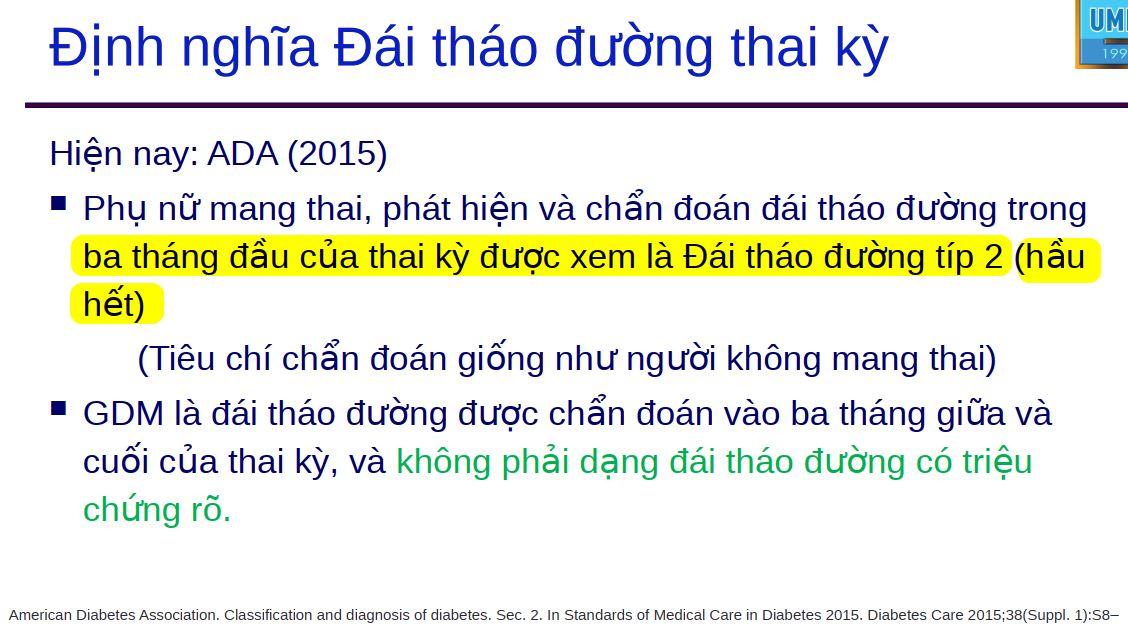 Định nghĩa Đái tháo đường thai kỳ
UM
199
Hiện nay: ADA (2015)
Phụ nữ mang thai, phát hiện và chẩn đoán đái tháo đường trong
ba tháng đầu của thai kỳ được xem là Đái tháo đường típ 2 (hầu
hết)
(Tiêu chí chẩn đoán giống như người không mang thai)
GDM là đái tháo đường được chẩn đoán vào ba tháng giữa và
cuối của thai kỳ, và không phải dạng đái tháo đường có triệu
chứng rõ.
American Diabetes Association. Classification and diagnosis of diabetes. Sec. 2. In Standards of Medical Care in Diabetes 2015. Diabetes Care 2015;38(Suppl. 1):S8–